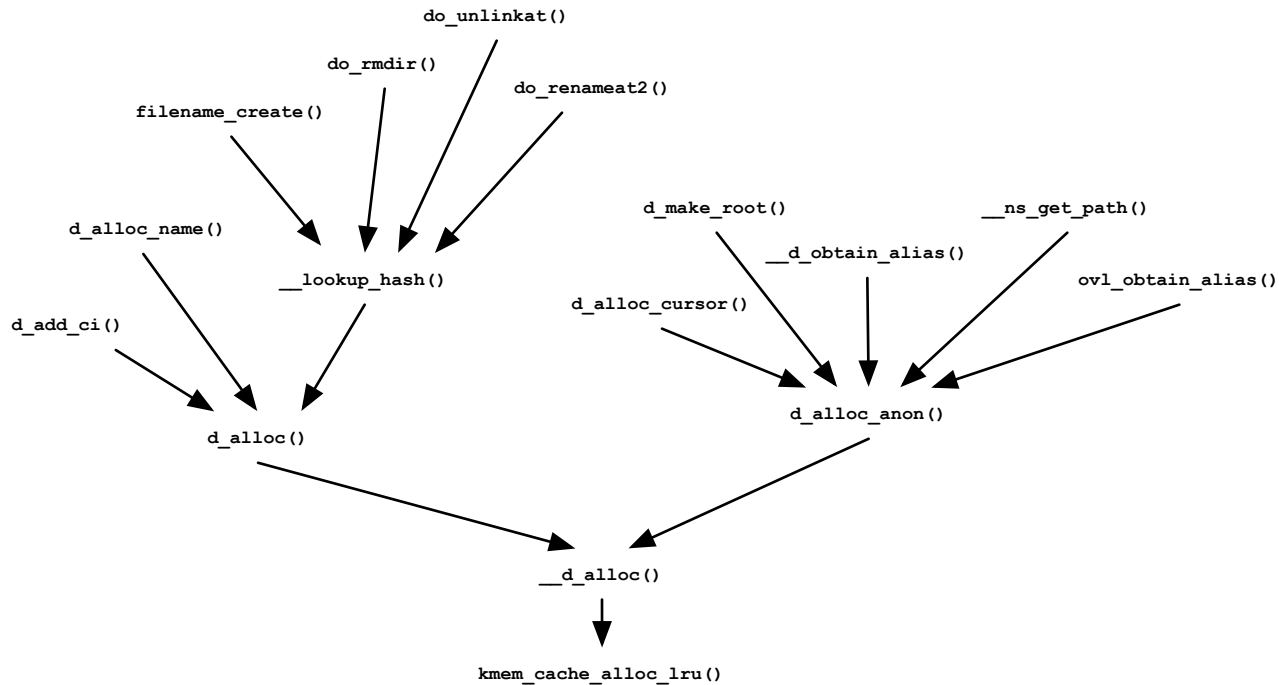 do_unlinkat()
do_rmdir()
do_renameat2()
filename_create()
d_make_root()
__ns_get_path()
d_alloc_name()
__d_obtain_alias()
__lookup_hash()
ovl_obtain_alias()
d_alloc_cursor()
d_add_ci()
d_alloc_anon()
d_alloc()
__d_alloc()
kmem_cache_alloc_lru()